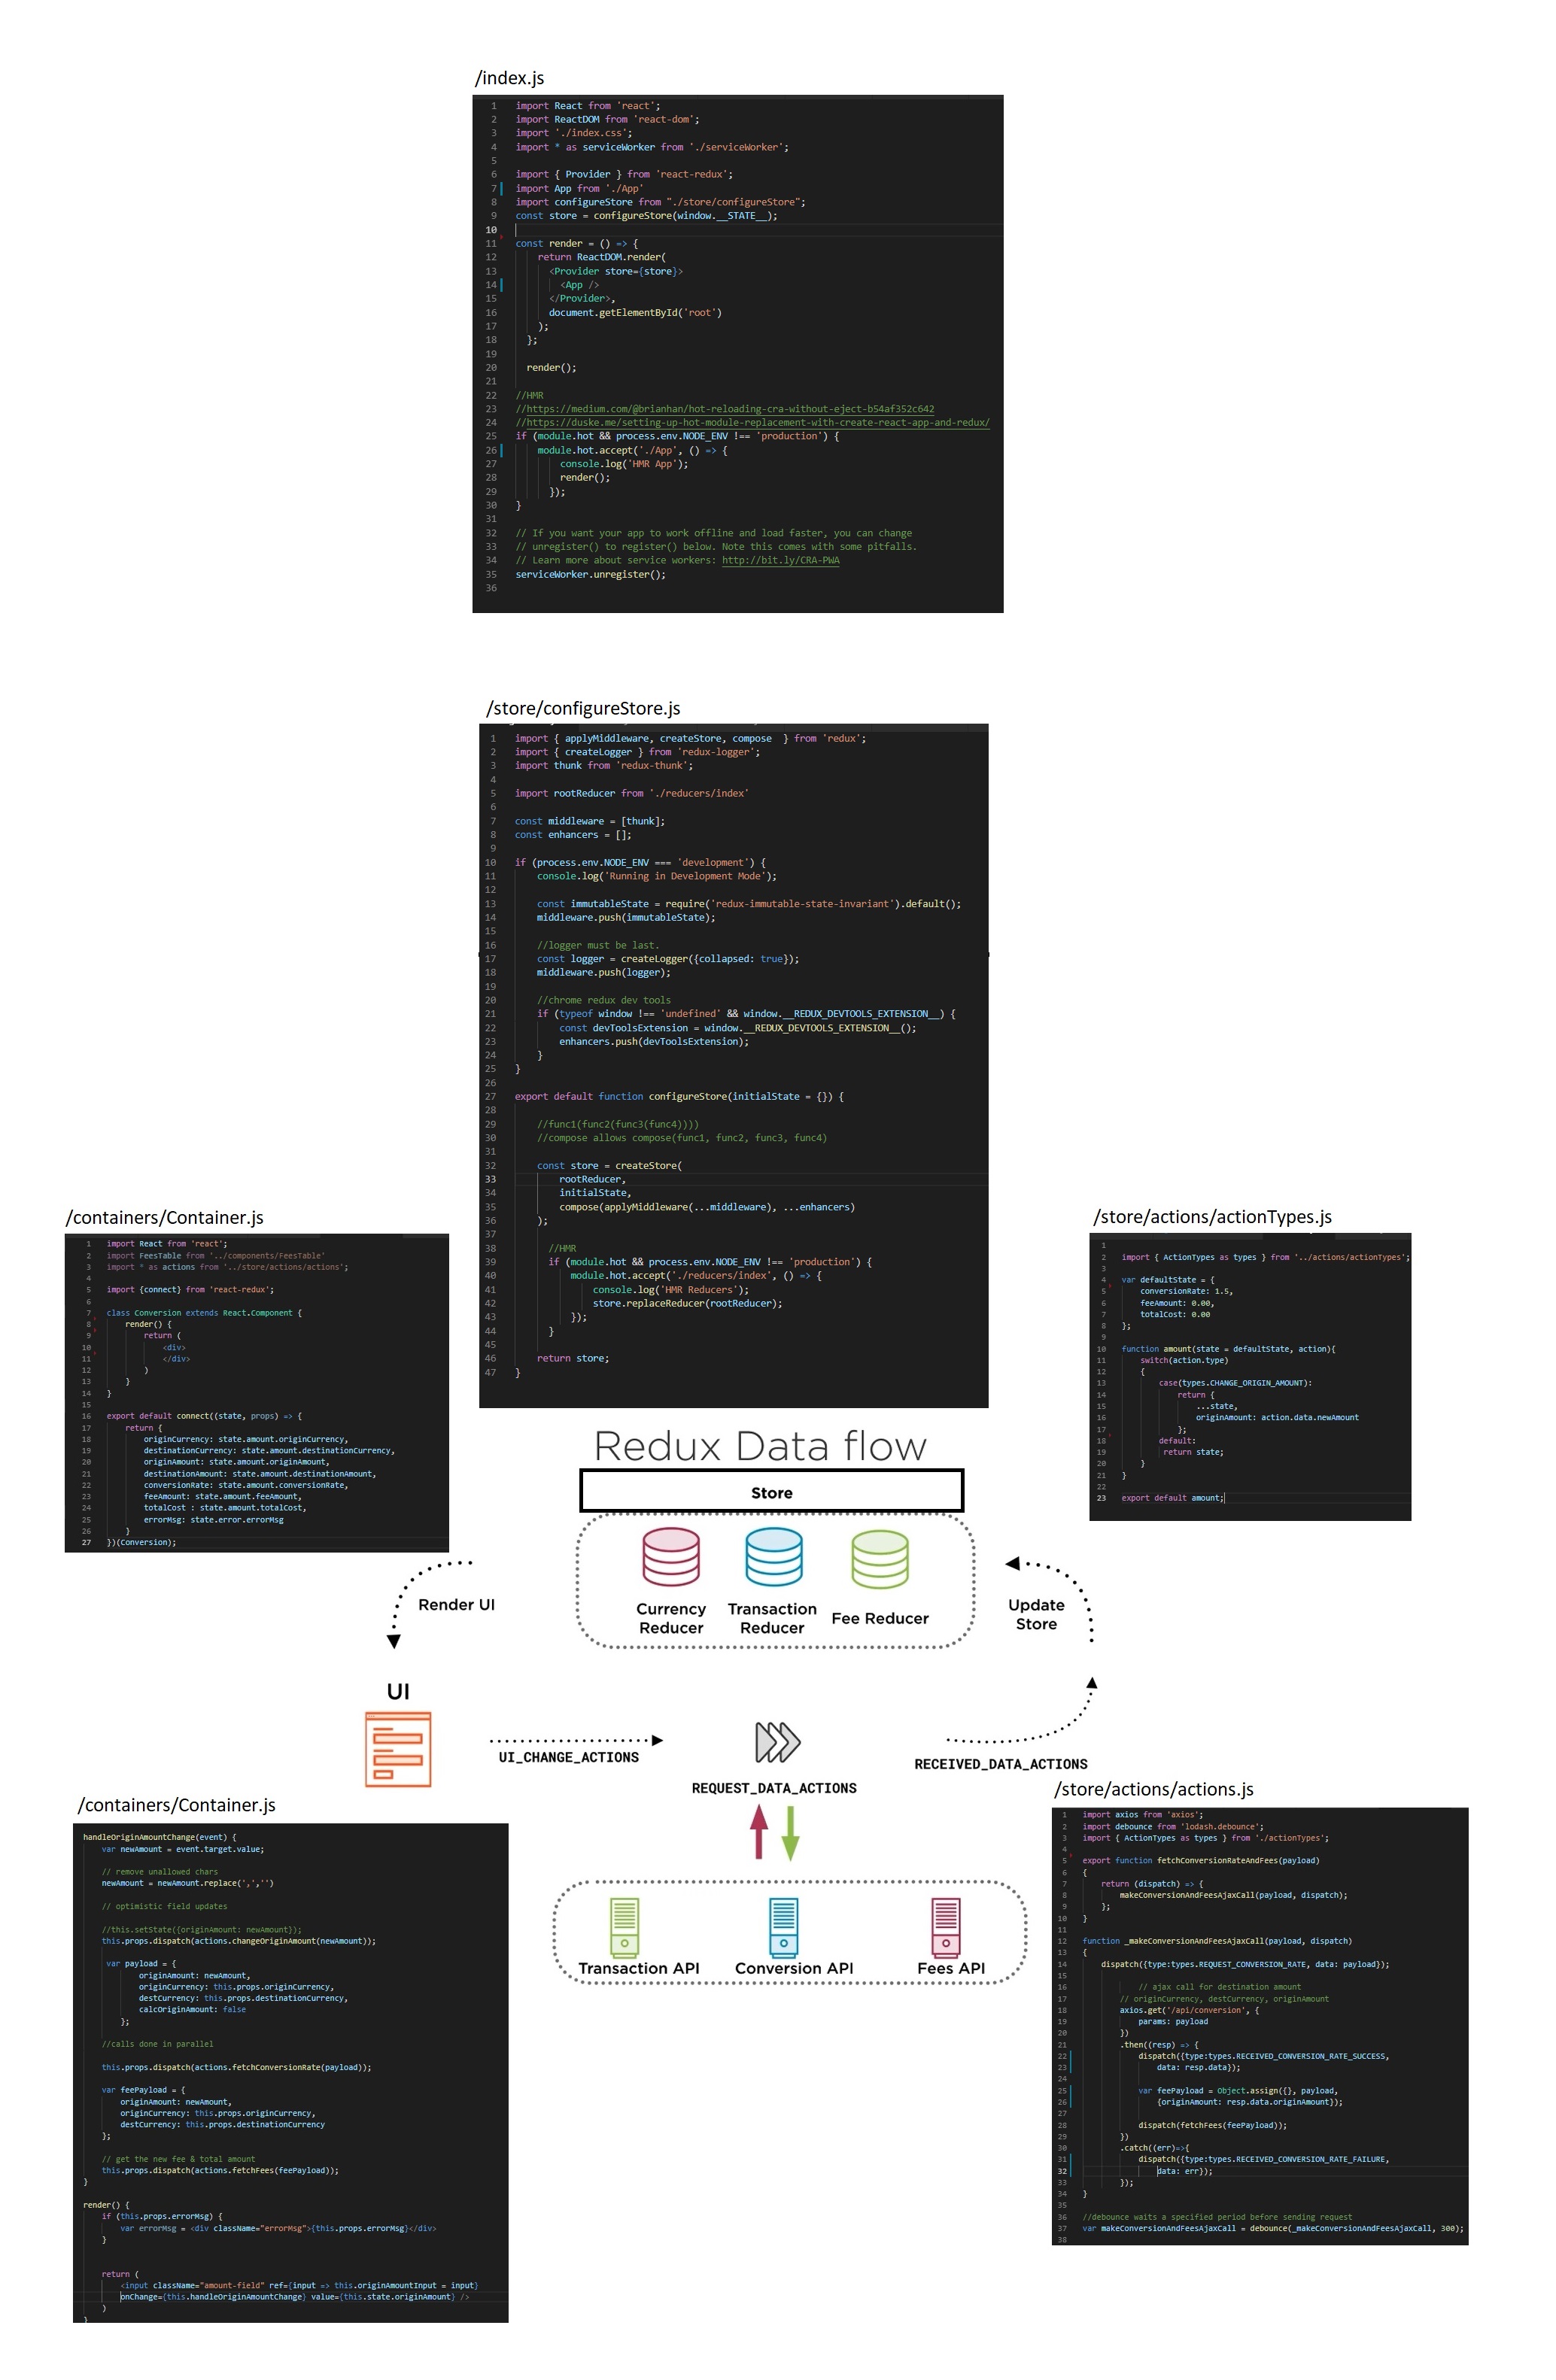 /index.js
1 import React from 'react';
2 import ReactDOM from 'react-dom';
3 import './index.css';
4 import * as serviceWorker from './serviceWorker';
5
6 import { Provider } from 'react-redux';
7 import App from './App'
8 import configureStore from "./store/configureStore";
9 const store = configureStore(window.__STATE__);
10
11 const render = () => {
12 return ReactDOM.render(
13 <Provider store={store}>
14 <App />
15 </Provider>,
16 document.getElementById('root')
17 );
18 };
19
20 render();
21
22 //HMR
23 //https://medium.com/@brianhan/hot-reloading-cra-without-eject-b54af352c642
24 //https://duske.me/setting-up-hot-module-replacement-with-create-react-app-and-redux/
25 if (module.hot && process.env.NODE_ENV !== 'production') {
26 module.hot.accept('./App', () => {
27 console.log('HMR App');
28 render();
29 });
30 }
31
32 // If you want your app to work offline and load faster, you can change
33 // unregister() to register() below. Note this comes with some pitfalls.
34 // Learn more about service workers: http://bit.ly/CRA-PWA
35 serviceWorker.unregister();
36
/store/configureStore.js
1 import { applyMiddleware, createStore, compose  } from 'redux';
2 import { createLogger } from 'redux-logger';
3 import thunk from 'redux-thunk';
4
5 import rootReducer from './reducers/index'
6
7 const middleware = [thunk];
8 const enhancers = [];
9
10 if (process.env.NODE_ENV === 'development') {
11 console.log('Running in Development Mode');
12
13 const immutableState = require('redux-immutable-state-invariant').default();
14 middleware.push(immutableState);
15
16 //logger must be last.
17 const logger = createLogger({collapsed: true});
18 middleware.push(logger);
19
20 //chrome redux dev tools
21 if (typeof window !== 'undefined' && window.__REDUX_DEVTOOLS_EXTENSION__) {
22 const devToolsExtension = window.__REDUX_DEVTOOLS_EXTENSION__();
23 enhancers.push(devToolsExtension);
24 }
25 }
26
27 export default function configureStore(initialState = {}) {
28
29 //func1(func2(func3(func4))))
30 //compose allows compose(func1, func2, func3, func4)
31
32 const store = createStore(
33 rootReducer,
34 initialState,
35 compose(applyMiddleware(...middleware), ...enhancers)
36 );
37
38 //HMR
39 if (module.hot && process.env.NODE_ENV !== 'production') {
40 module.hot.accept('./reducers/index', () => {
41 console.log('HMR Reducers');
42 store.replaceReducer(rootReducer);
43 });
44 }
45
46 return store;
47 }
/containers/Container.js
1 import React from 'react';
2 import FeesTable from '../components/FeesTable'
3 import * as actions from '../store/actions/actions';
4
5 import {connect} from 'react-redux';
6
7 class Conversion extends React.Component {
8 render() {
9 return (
10 <div>
11 </div>
12 )
13 }
14 }
15
16 export default connect((state, props) => {
17 return {
18 originCurrency: state.amount.originCurrency,
19 destinationCurrency: state.amount.destinationCurrency,
20 originAmount: state.amount.originAmount,
21 destinationAmount: state.amount.destinationAmount,
22 conversionRate: state.amount.conversionRate,
23 feeAmount: state.amount.feeAmount,
24 totalCost : state.amount.totalCost,
25 errorMsg: state.error.errorMsg
26 }
27 })(Conversion);
/store/actions/actionTypes.js
1
2 import { ActionTypes as types } from '../actions/actionTypes';
3
4 var defaultState = {
5 conversionRate: 1.5,
6 feeAmount: 0.00,
7 totalCost: 0.00
8 };
9
10 function amount(state = defaultState, action){
11 switch(action.type)
12 {
13 case(types.CHANGE_ORIGIN_AMOUNT):
14 return {
15 ...state,
16 originAmount: action.data.newAmount
17 };
18 default:
19 return state;
20 }
21 }
22
23 export default amount;
Redux Data flow
Store
Currency Reducer
Transaction Reducer
Fee Reducer
Render UI
Update Store
UI
UI_CHANGE_ACTIONS
REQUEST_DATA_ACTIONS
RECEIVED_DATA_ACTIONS
Transaction API
Conversion API
Fees API
/containers/Container.js
handleOriginAmountChange(event) {
var newAmount = event.target.value;
// remove unallowed chars
newAmount = newAmount.replace(',','')
// optimistic field updates
//this.setState({originAmount: newAmount});
this.props.dispatch(actions.changeOriginAmount(newAmount));
var payload = {
originAmount: newAmount,
originCurrency: this.props.originCurrency,
destCurrency: this.props.destinationCurrency,
calcOriginAmount: false
};
//calls done in parallel
this.props.dispatch(actions.fetchConversionRate(payload));
var feePayload = {
originAmount: newAmount,
originCurrency: this.props.originCurrency,
destCurrency: this.props.destinationCurrency
};
// get the new fee & total amount
this.props.dispatch(actions.fetchFees(feePayload));
}
render() {
if (this.props.errorMsg) {
var errorMsg = <div className="errorMsg">{this.props.errorMsg}</div>
}
return (
<input className="amount-field" ref={input => this.originAmountInput = input}
onChange={this.handleOriginAmountChange} value={this.state.originAmount} />
)
}
/store/actions/actions.js
1 import axios from 'axios';
2 import debounce from 'lodash.debounce';
3 import { ActionTypes as types } from './actionTypes';
4
5 export function fetchConversionRateAndFees(payload)
6 {
7 return (dispatch) => {
8 makeConversionAndFeesAjaxCall(payload, dispatch);
9 };
10 }
11
12 function _makeConversionAndFeesAjaxCall(payload, dispatch)
13 {
14 dispatch({type:types.REQUEST_CONVERSION_RATE, data: payload});
15
16 // ajax call for destination amount
17 // originCurrency, destCurrency, originAmount
18 axios.get('/api/conversion', {
19 params: payload
20 })
21 .then((resp) => {
22 dispatch({type:types.RECEIVED_CONVERSION_RATE_SUCCESS,
23 data: resp.data});
24
25 var feePayload = Object.assign({}, payload,
26 {originAmount: resp.data.originAmount});
27
28 dispatch(fetchFees(feePayload));
29 })
30 .catch((err)=>{
31 dispatch({type:types.RECEIVED_CONVERSION_RATE_FAILURE,
32 data: err});
33 });
34 }
35
36 //debounce waits a specified period before sending request
37 var makeConversionAndFeesAjaxCall = debounce(_makeConversionAndFeesAjaxCall, 300);
38